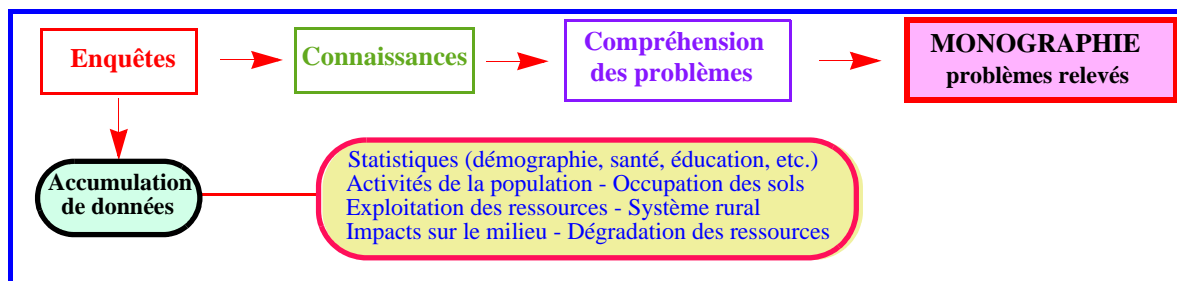 Enquêtes
Connaissances
Compréhension
des problèmes
MONOGRAPHIE
problèmes relevés
Accumulation
de données
Statistiques (démographie, santé, éducation, etc.)
Activités de la population - Occupation des sols
Exploitation des ressources - Système rural
Impacts sur le milieu - Dégradation des ressources